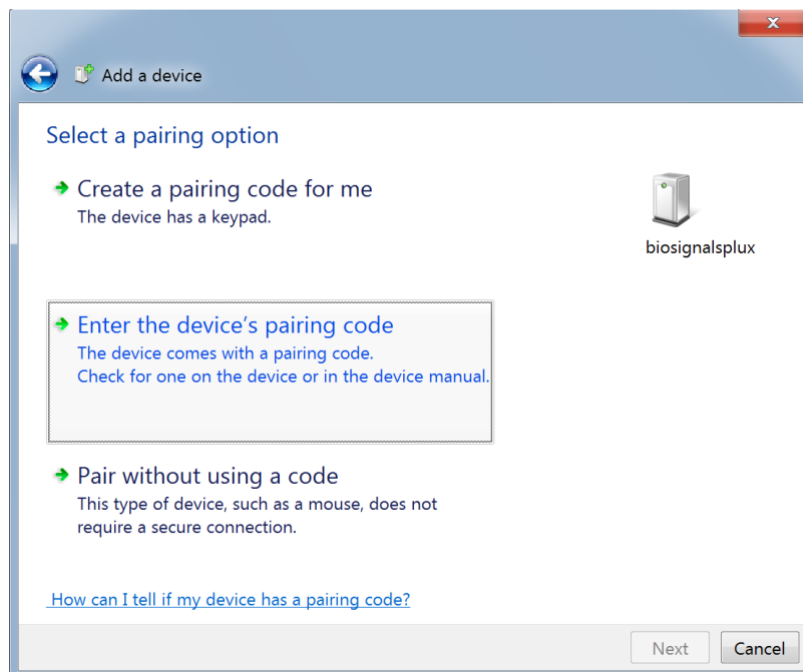 Add a device
Select a pairing option
Create a pairing code for me
The device has a keypad.
biosignalsplux
Enter the device's pairing code
The device comes with a pairing code.
Check for one on the device or in the device manual.
Pair without using a code
This type of device, such as a mouse, does not
require a secure connection.
How can I tell if my device has a pairing code?
Next
Cancel